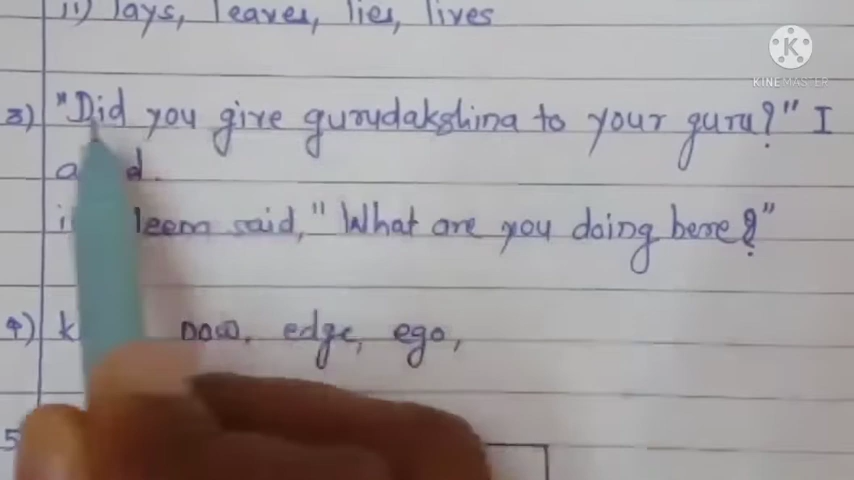 ii) lays, leaves, lies, lives
3) "Did you give gurudakshina to your guru?" I
said, "What are you doing here?"
4) now, edge, ego,
5
KINEMASTER